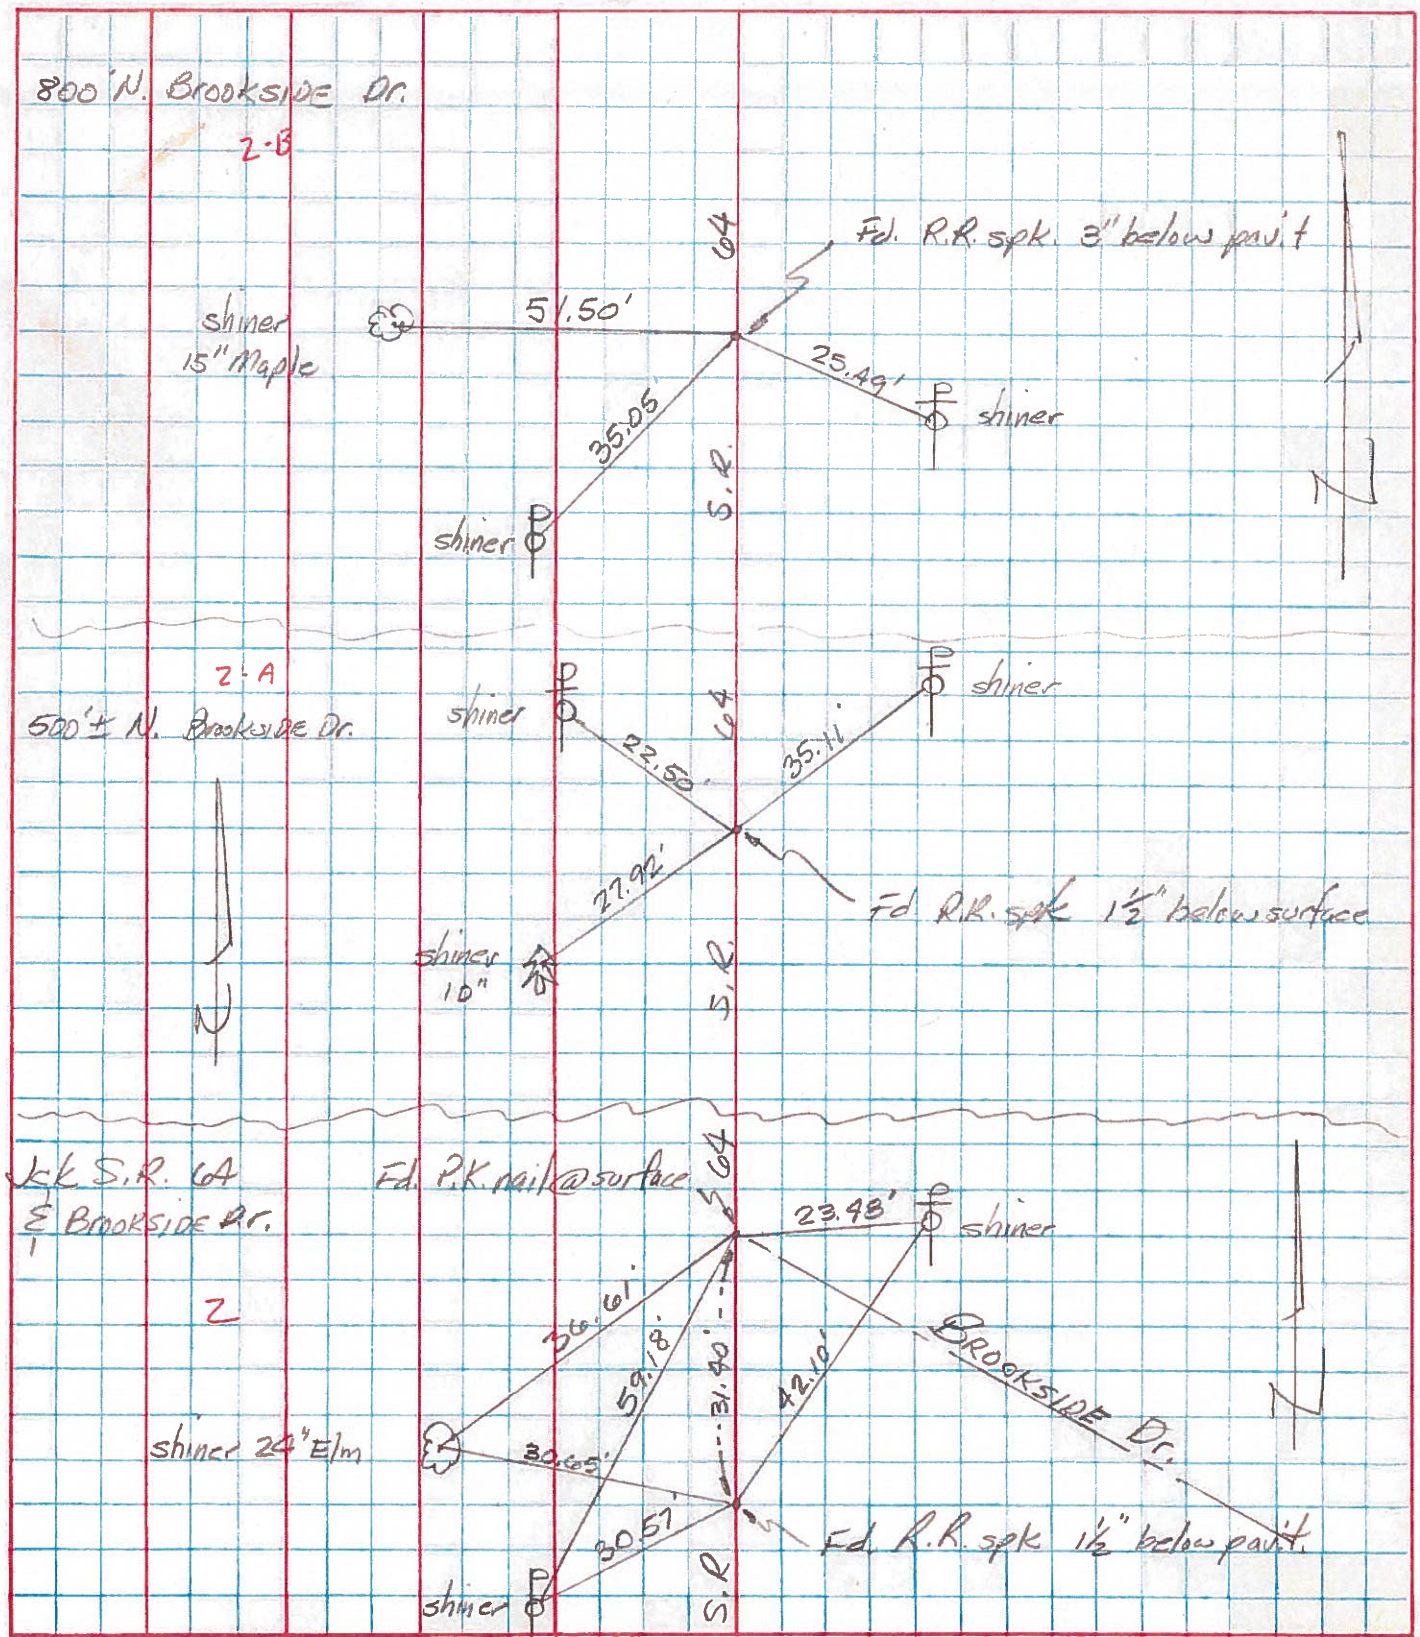 800' N. Brookside Dr.
2-B
64
Fd. R.R. spk. 3" below pav't
51.50'
shiner
15" Maple
25.49'
shiner
35.05
S.R.
shiner
N
2-A
500'± N. Brookside Dr.
shiner
64
shiner
22.50'
35.11'
27.92'
Fd R.R. spk 1½" below surface
shiner
10"
S.R.
N
Jct. S.R. 64
& Brookside Dr.
2
Fd. P.K. nail @ surface
64
23.48'
shiner
36.61'
59.18'
31.40'
42.10'
Brookside Dr.
N
shiner 24" Elm
30.65'
30.57'
Fd. R.R. spk 1½" below pav't.
shiner
S.R